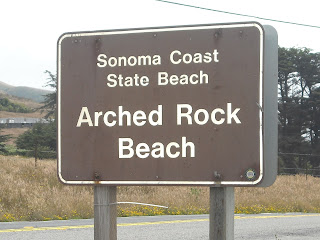 Sonoma Coast
State Beach
Arched Rock
Beach